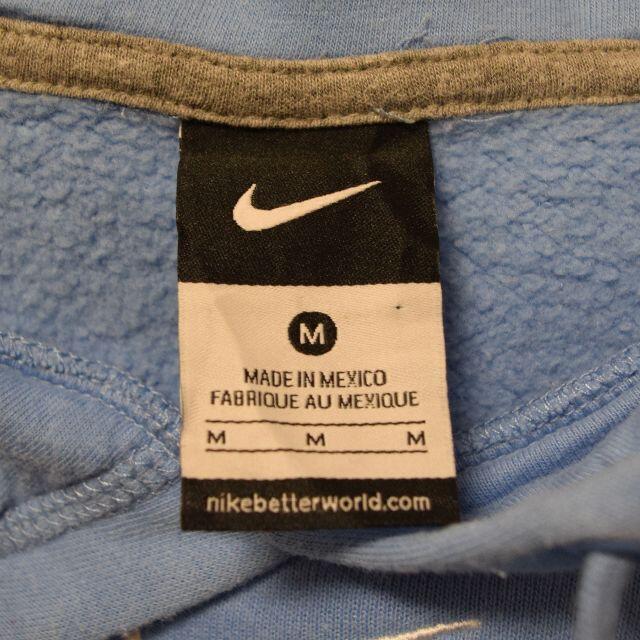 M
MADE IN MEXICO
FABRIQUE AU MEXIQUE
M M M
nikebetterworld.com